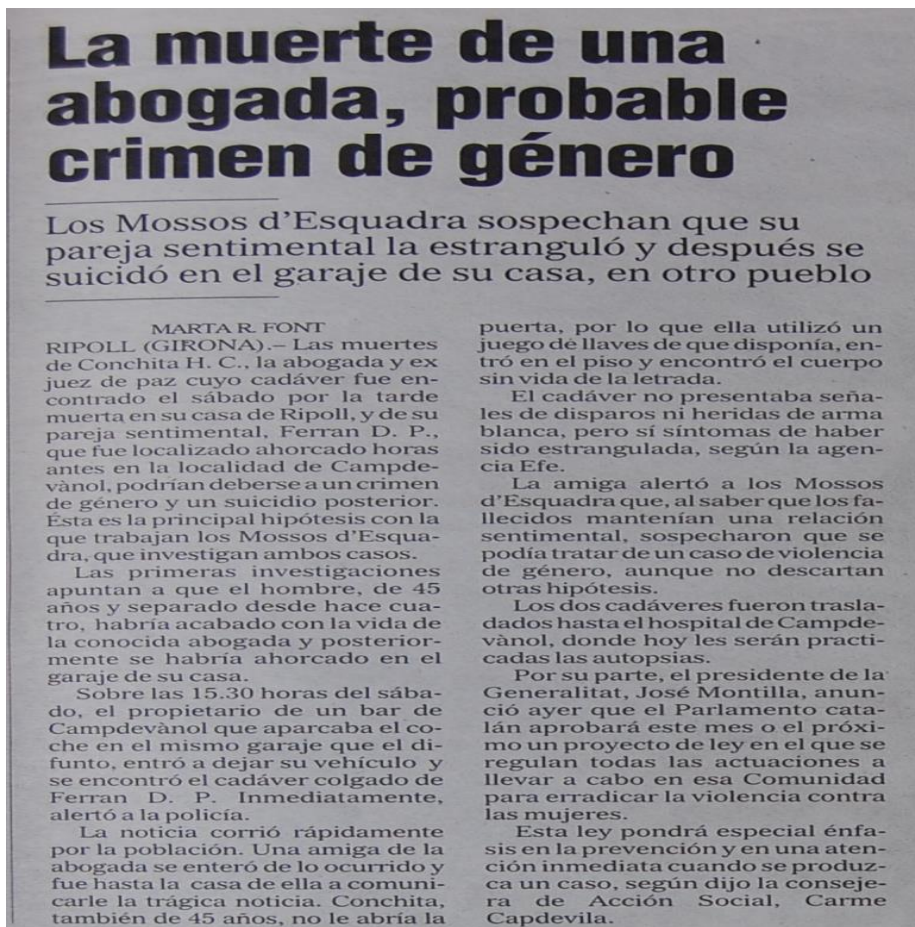 La muerte de una
abogada, probable
crimen de género
Los Mossos d'Esquadra sospechan que su
pareja sentimental la estranguló y después se
suicidó en el garaje de su casa, en otro pueblo
MARTA R. FONT
RIPOLL (GIRONA).– Las muertes
de Conchita H. C., la abogada y ex
juez de paz cuyo cadáver fue en-
contrado el sábado por la tarde
muerta en su casa de Ripoll, y de su
pareja sentimental, Ferran D. P.,
que fue localizado ahorcado horas
antes en la localidad de Campde-
vànol, podrían deberse a un crimen
de género y un suicidio posterior.
Ésta es la principal hipótesis con la
que trabajan los Mossos d'Esqua-
dra, que investigan ambos casos.
Las primeras investigaciones
apuntan a que el hombre, de 45
años y separado desde hace cua-
tro, habría acabado con la vida de
la conocida abogada y posterior-
mente se habría ahorcado en el
garaje de su casa.
Sobre las 15.30 horas del sába-
do, el propietario de un bar de
Campdevànol que aparcaba el co-
che en el mismo garaje que el di-
funto, entró a dejar su vehículo y
se encontró el cadáver colgado de
Ferran D. P. Inmediatamente,
alertó a la policía.
La noticia corrió rápidamente
por la población. Una amiga de la
abogada se enteró de lo ocurrido y
fue hasta la casa de ella a comuni-
carle la trágica noticia. Conchita,
también de 45 años, no le abría la
puerta, por lo que ella utilizó un
juego de llaves de que disponía, en-
tró en el piso y encontró el cuerpo
sin vida de la letrada.
El cadáver no presentaba seña-
les de disparos ni heridas de arma
blanca, pero sí síntomas de haber
sido estrangulada, según la agen-
cia Efe.
La amiga alertó a los Mossos
d'Esquadra que, al saber que los fa-
llecidos mantenían una relación
sentimental, sospecharon que se
podía tratar de un caso de violencia
de género, aunque no descartan
otras hipótesis.
Los dos cadáveres fueron trasla-
dados hasta el hospital de Campde-
vànol, donde hoy les serán practi-
cadas las autopsias.
Por su parte, el presidente de la
Generalitat, José Montilla, anun-
ció ayer que el Parlamento cata-
lán aprobará este mes o el próxi-
mo un proyecto de ley en el que se
regulan todas las actuaciones a
llevar a cabo en esa Comunidad
para erradicar la violencia contra
las mujeres.
Esta ley pondrá especial énfa-
sis en la prevención y en una aten-
ción inmediata cuando se produz-
ca un caso, según dijo la conseje-
ra de Acción Social, Carme
Capdevila.